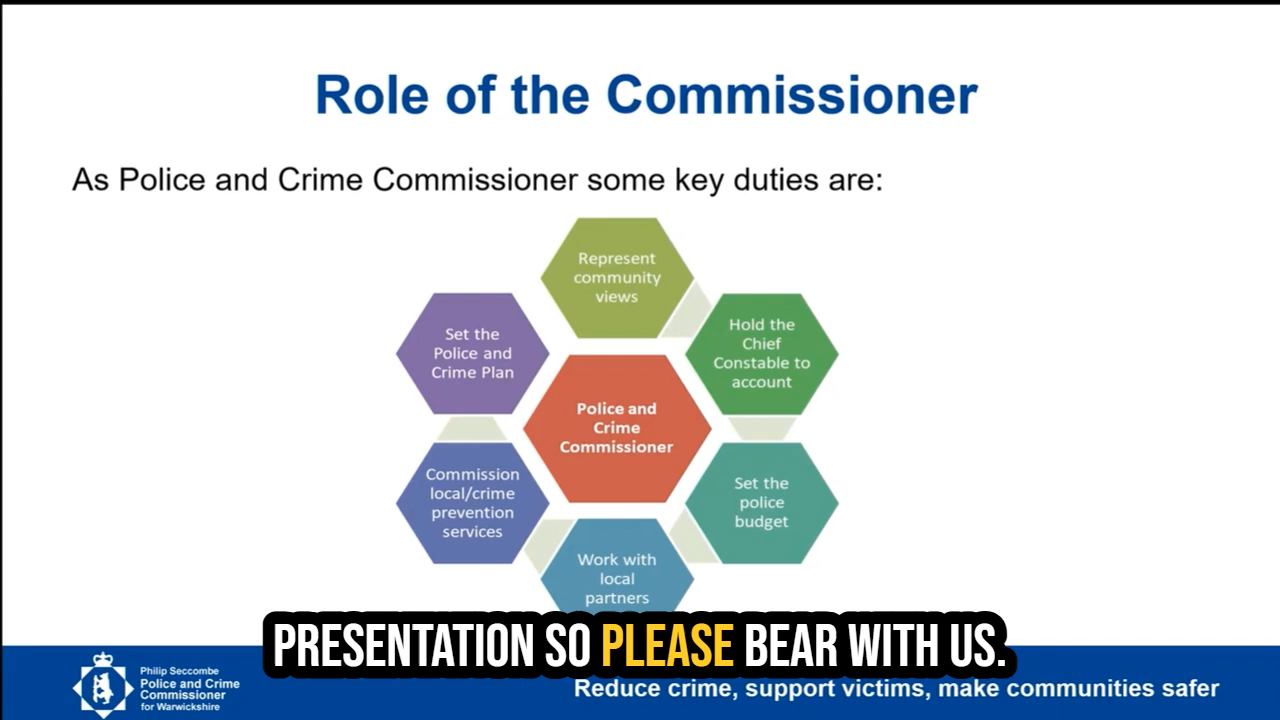 Role of the Commissioner
As Police and Crime Commissioner some key duties are:
Represent
community
views
Hold the
Chief
Constable to
account
Set the
police
budget
Work with
local
partners
Commission
local/crime
prevention
services
Set the
Police and
Crime Plan
Police and
Crime
Commissioner
PRESENTATION SO PLEASE BEAR WITH US.
Philip Seccombe
Police and Crime
Commissioner
for Warwickshire
Reduce crime, support victims, make communities safer